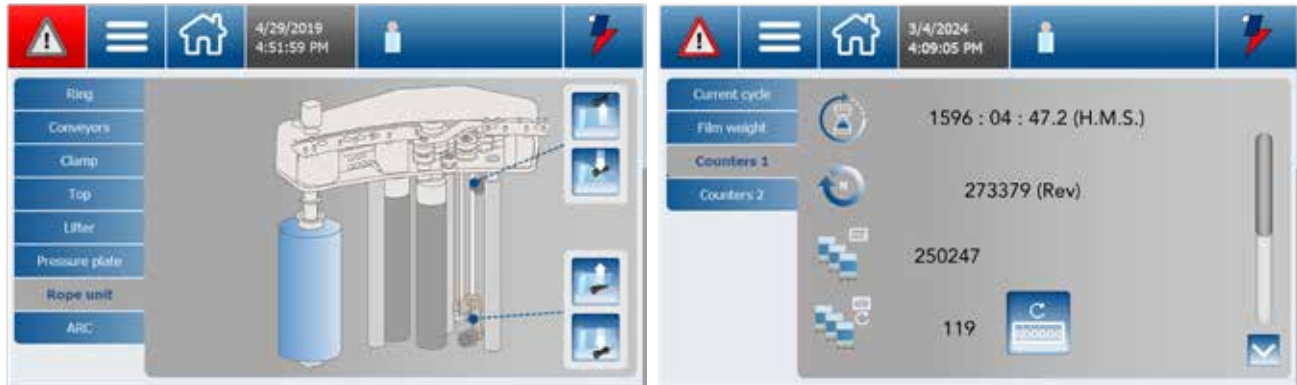 4/29/2019
4:51:59 PM
Ring
Conveyors
Clamp
Top
Lifter
Pressure plate
Rope unit
ARC
3/4/2024
4:09:05 PM
Current cycle
Film weight
Counters 1
Counters 2
1596 : 04 : 47.2 (H.M.S.)
N
273379 (Rev)
250247
119